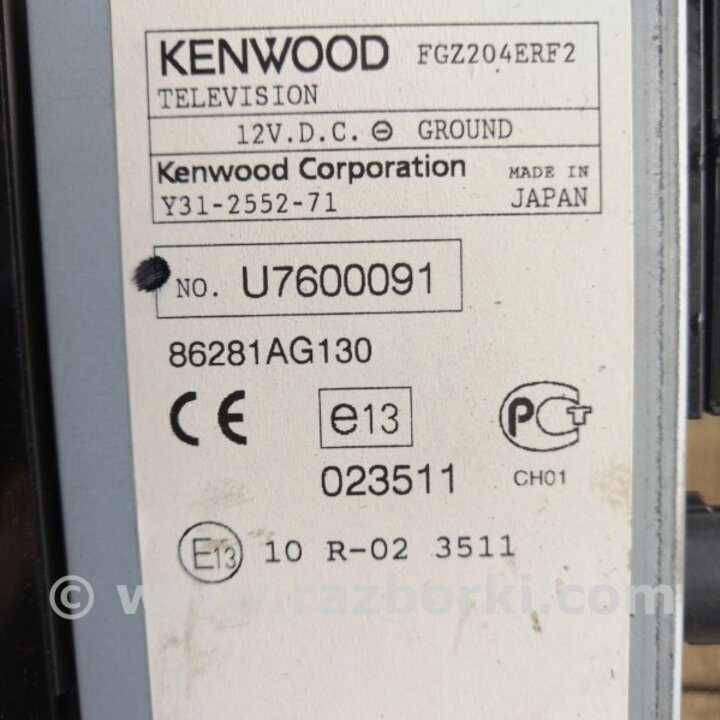 KENWOOD FGZ204ERF2
TELEVISION
12V.D.C. ⊖ GROUND
Kenwood Corporation MADE IN
Y31-2552-71 JAPAN
NO. U7600091
86281AG130
CE e13 PCT
023511 CH01
E13 10 R-02 3511
© www.razborki.com